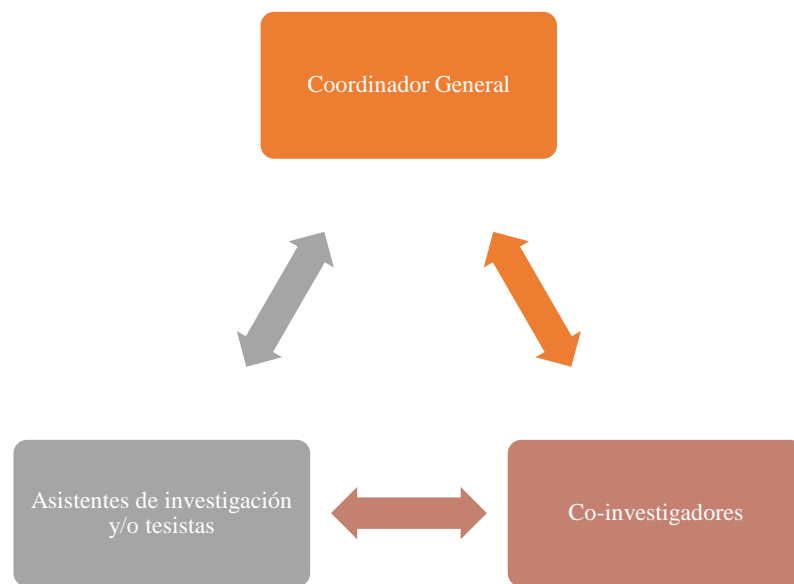 Coordinador General
Asistentes de investigación
y/o tesistas
Co-investigadores